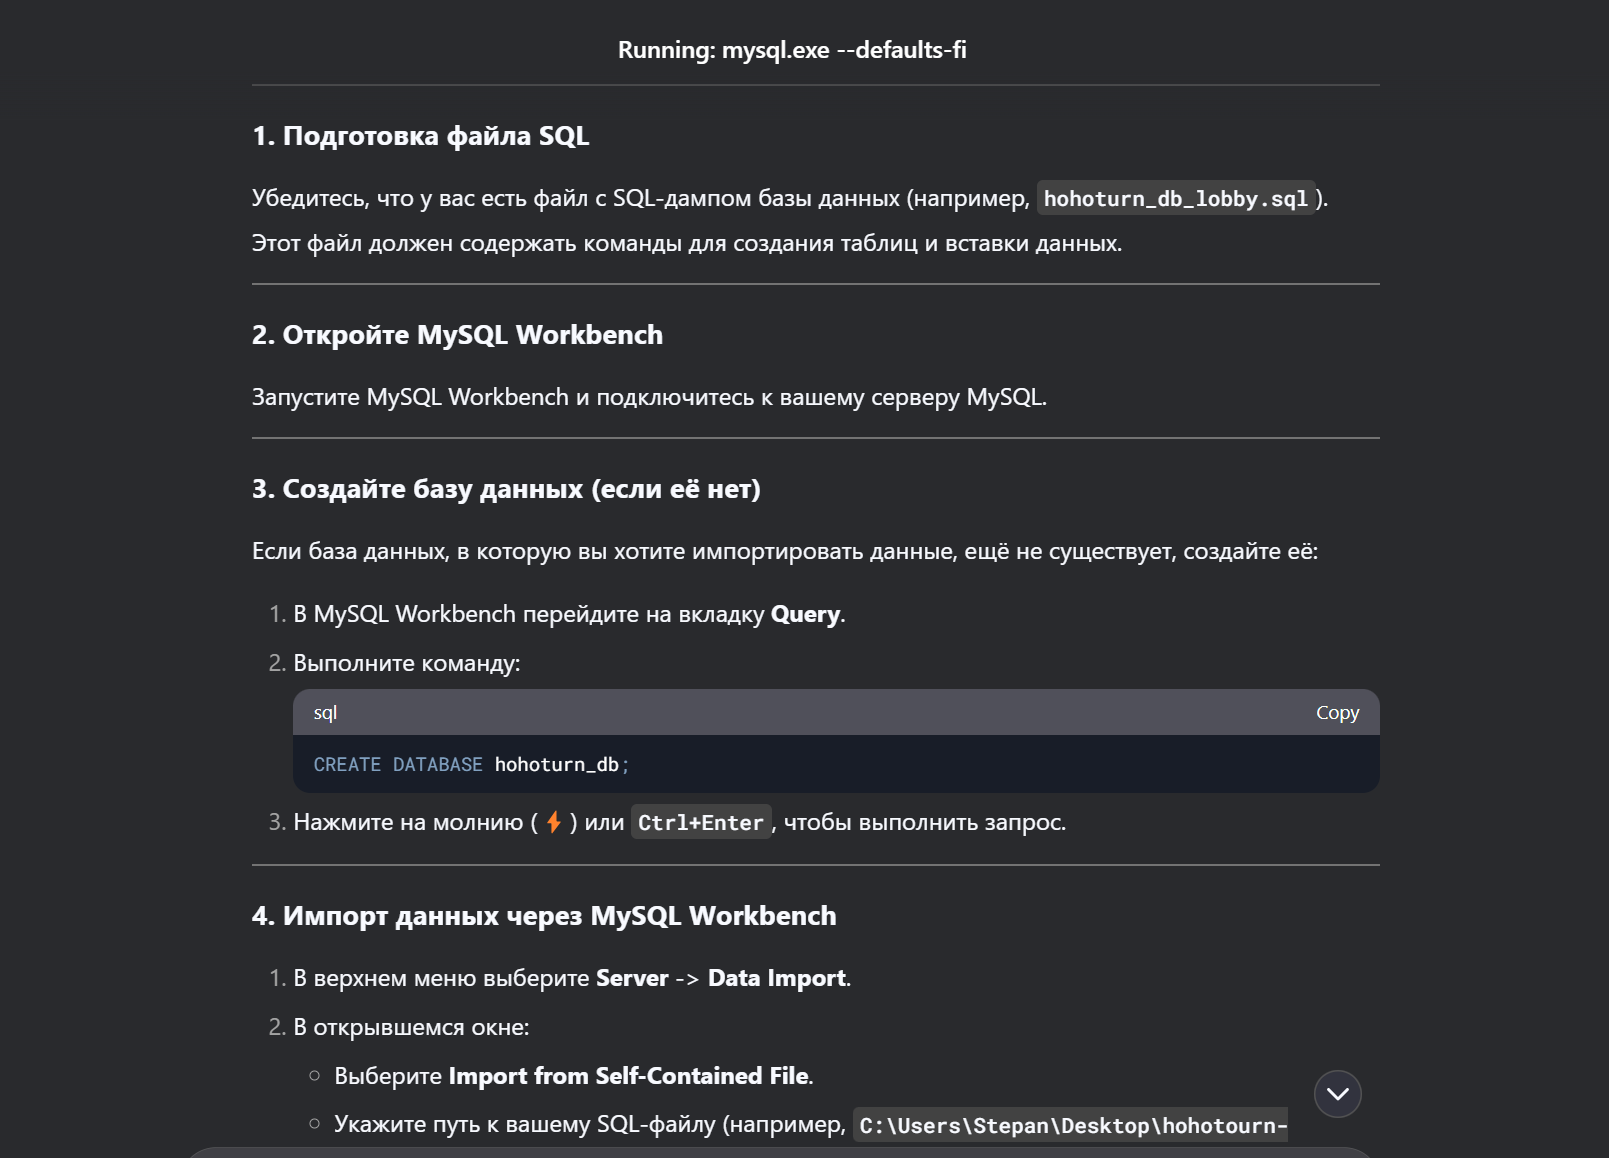 Running: mysql.exe --defaults-fi
1. Подготовка файла SQL
Убедитесь, что у вас есть файл с SQL-дампом базы данных (например, hohoturn_db_lobby.sql).
Этот файл должен содержать команды для создания таблиц и вставки данных.
2. Откройте MySQL Workbench
Запустите MySQL Workbench и подключитесь к вашему серверу MySQL.
3. Создайте базу данных (если её нет)
Если база данных, в которую вы хотите импортировать данные, ещё не существует, создайте её:
1. В MySQL Workbench перейдите на вкладку Query.
2. Выполните команду:
sql Copy
CREATE DATABASE hohoturn_db;
3. Нажмите на молнию (⚡) или Ctrl+Enter, чтобы выполнить запрос.
4. Импорт данных через MySQL Workbench
1. В верхнем меню выберите Server -> Data Import.
2. В открывшемся окне:
○ Выберите Import from Self-Contained File.
○ Укажите путь к вашему SQL-файлу (например, C:\Users\Stepan\Desktop\hohotourn-